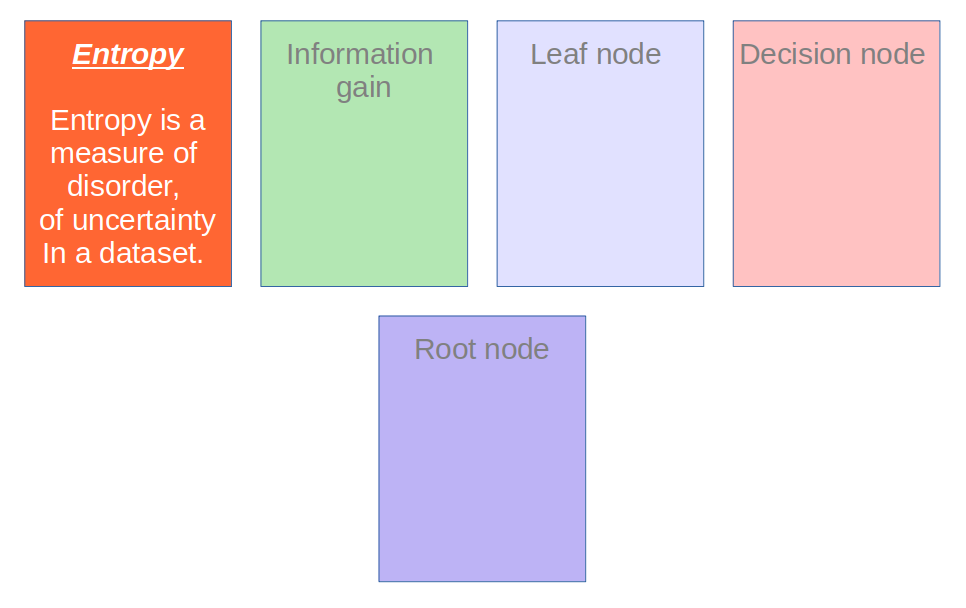 Entropy
Entropy is a
measure of
disorder,
of uncertainty
In a dataset.
Information
gain
Leaf node
Decision node
Root node